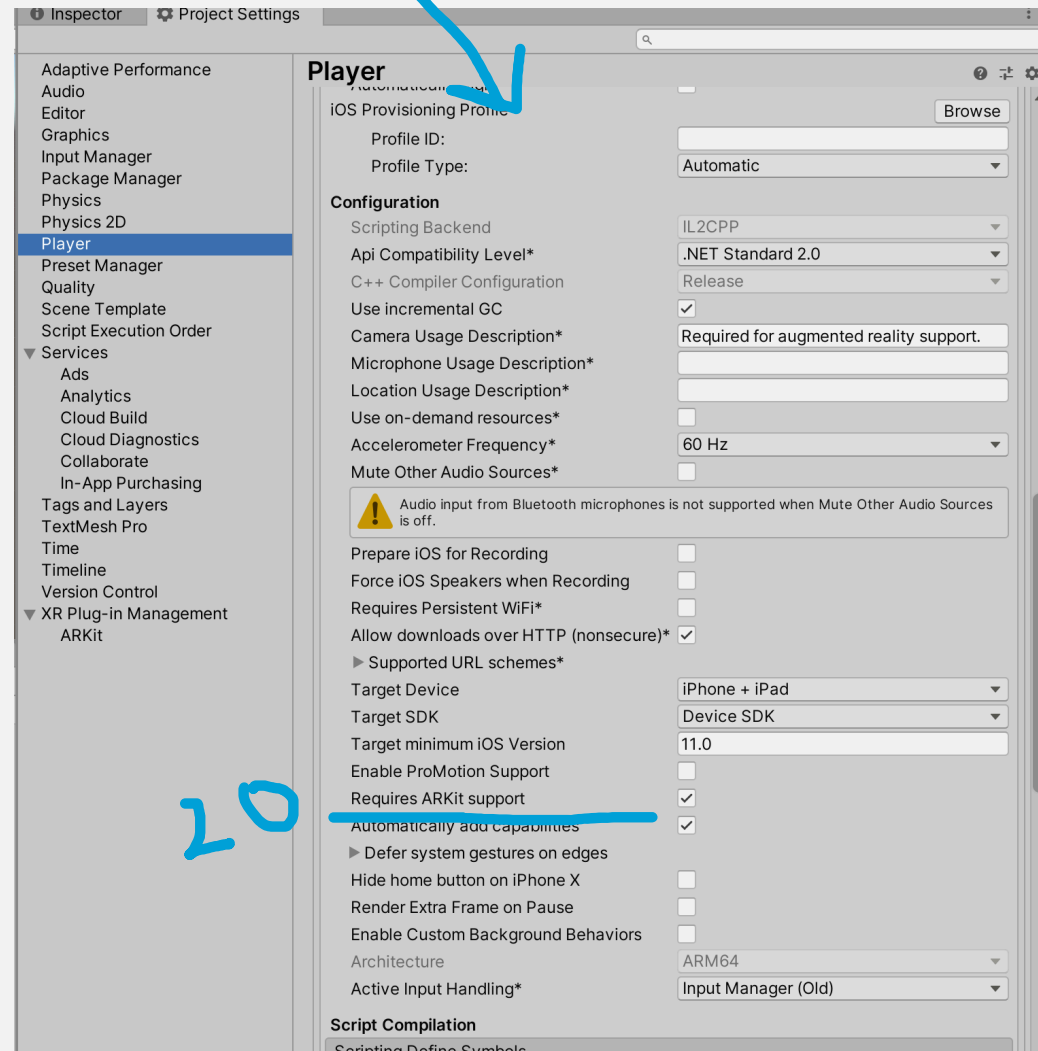 Inspector Project Settings
Player
Adaptive Performance
Audio
Editor
Graphics
Input Manager
Package Manager
Physics
Physics 2D
Player
Preset Manager
Quality
Scene Template
Script Execution Order
Services
Ads
Analytics
Cloud Build
Cloud Diagnostics
Collaborate
In-App Purchasing
Tags and Layers
TextMesh Pro
Time
Timeline
Version Control
XR Plug-in Management
ARKit
iOS Provisioning Profile Browse
Profile ID:
Profile Type: Automatic
Configuration
Scripting Backend IL2CPP
Api Compatibility Level* .NET Standard 2.0
C++ Compiler Configuration Release
Use incremental GC
Camera Usage Description* Required for augmented reality support.
Microphone Usage Description*
Location Usage Description*
Use on-demand resources*
Accelerometer Frequency* 60 Hz
Mute Other Audio Sources*
Audio input from Bluetooth microphones is not supported when Mute Other Audio Sources
is off.
Prepare iOS for Recording
Force iOS Speakers when Recording
Requires Persistent WiFi*
Allow downloads over HTTP (nonsecure)*
Supported URL schemes*
Target Device iPhone + iPad
Target SDK Device SDK
Target minimum iOS Version 11.0
Enable ProMotion Support
Requires ARKit support
20
Automatically add capabilities
Defer system gestures on edges
Hide home button on iPhone X
Render Extra Frame on Pause
Enable Custom Background Behaviors
Architecture ARM64
Active Input Handling* Input Manager (Old)
Script Compilation
Scripting Define Symbols